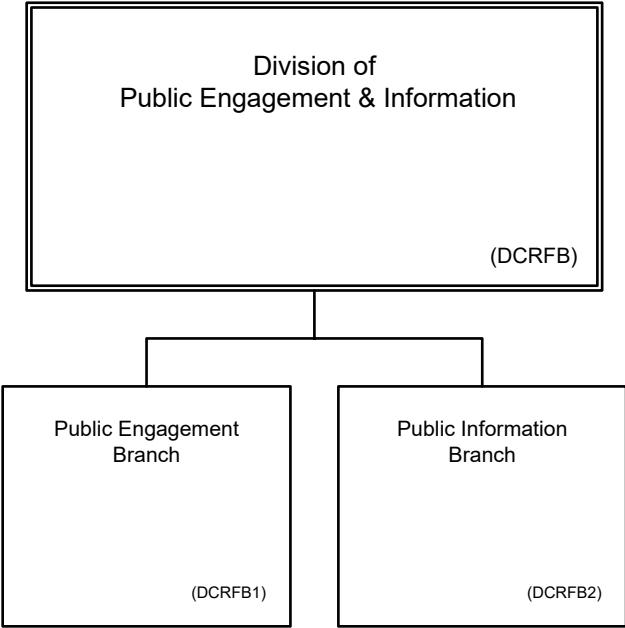 Division of
Public Engagement & Information
(DCRFB)
Public Engagement
Branch
(DCRFB1)
Public Information
Branch
(DCRFB2)